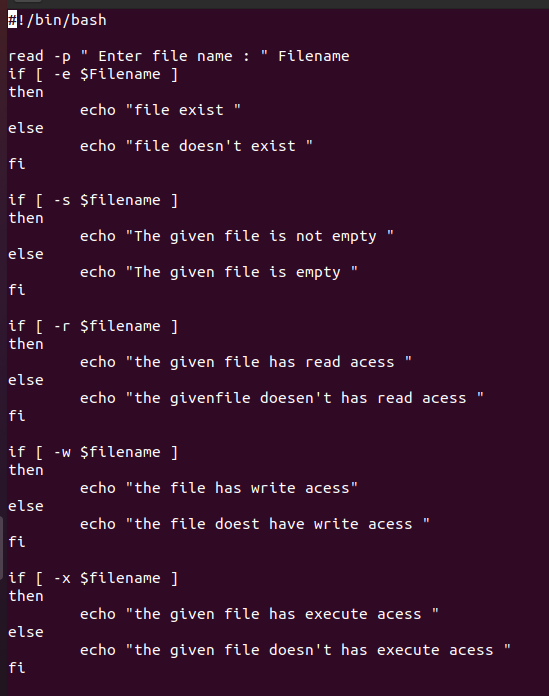 #!/bin/bash

read -p " Enter file name : " Filename
if [ -e $Filename ]
then
        echo "file exist "
else
        echo "file doesn't exist "
fi

if [ -s $filename ]
then
        echo "The given file is not empty "
else
        echo "The given file is empty "
fi

if [ -r $filename ]
then
        echo "the given file has read acess "
else
        echo "the givenfile doesen't has read acess "
fi

if [ -w $filename ]
then
        echo "the file has write acess"
else
        echo "the file doest have write acess "
fi

if [ -x $filename ]
then
        echo "the given file has execute acess "
else
        echo "the given file doesn't has execute acess "
fi